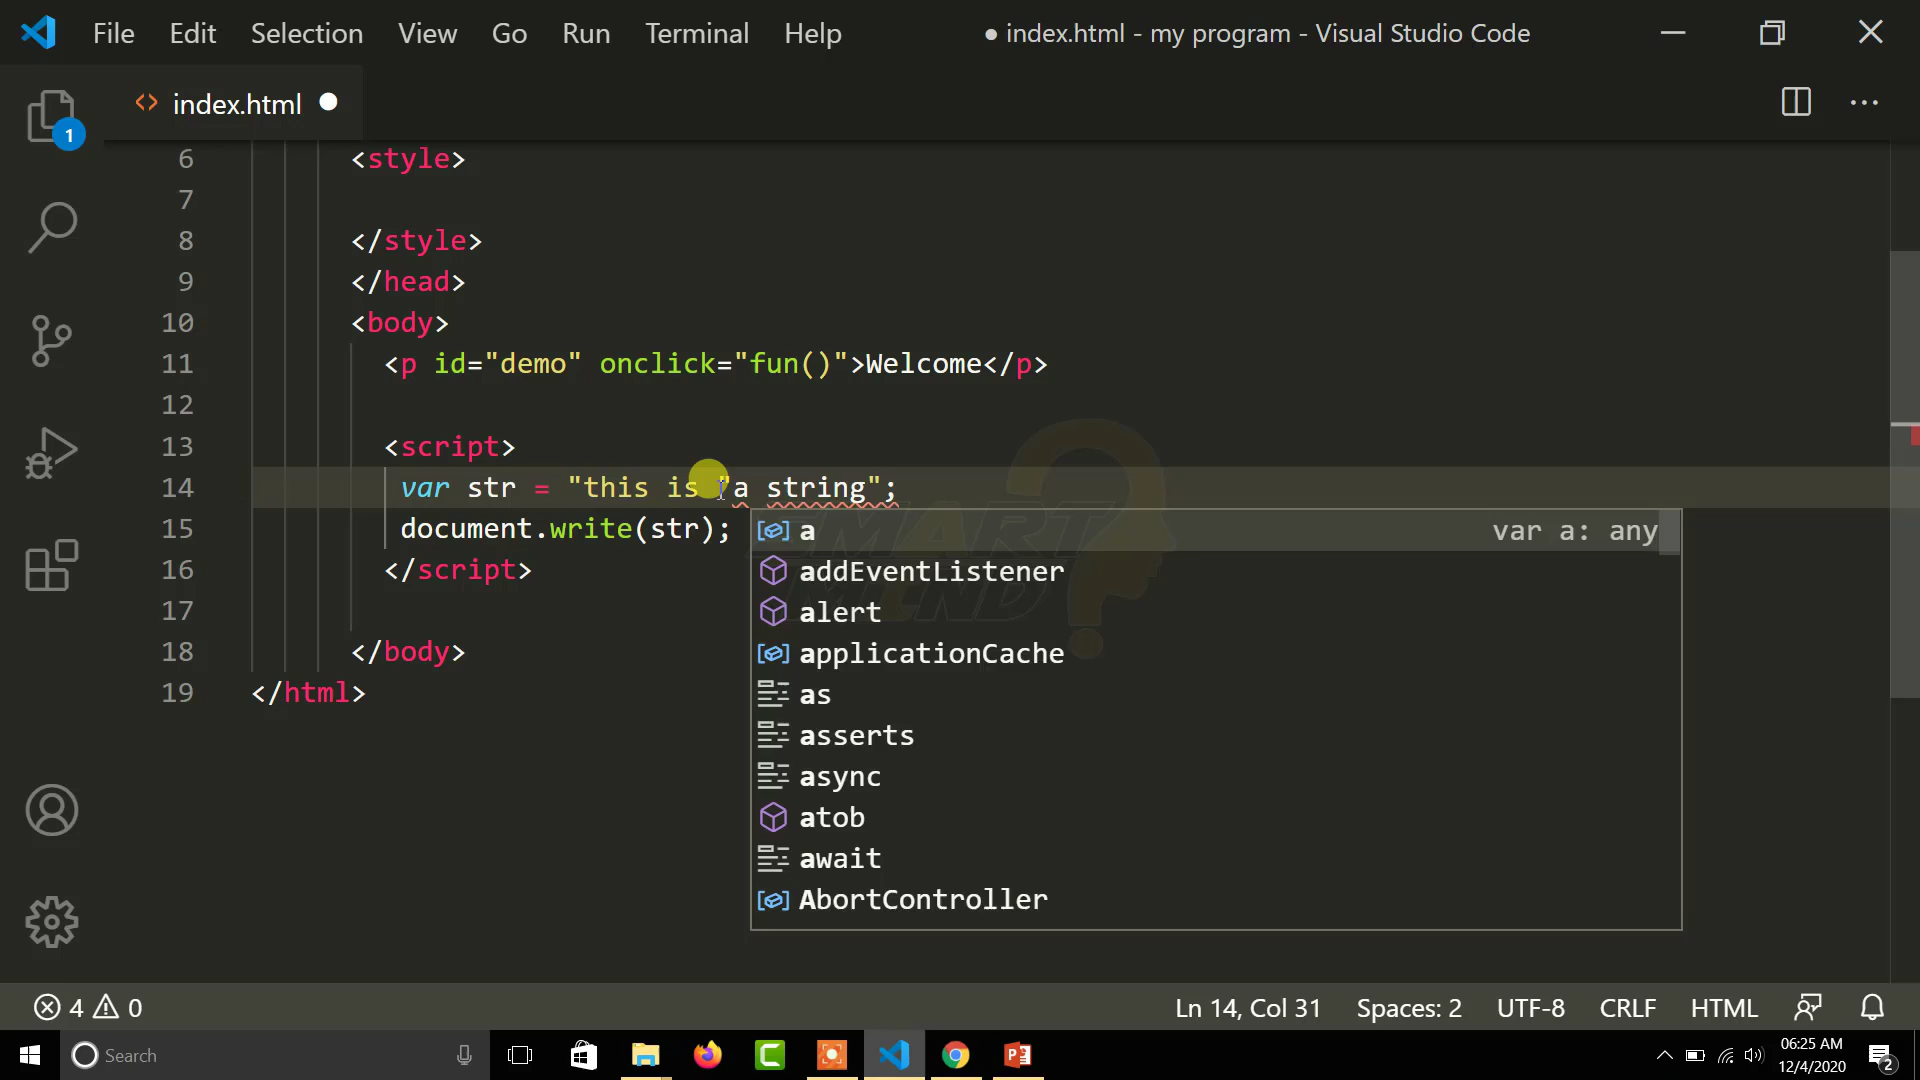 File Edit Selection View Go Run Terminal Help ● index.html - my program - Visual Studio Code
1
<> index.html
6 <style>
7
8 </style>
9 </head>
10 <body>
11 <p id="demo" onclick="fun()">Welcome</p>
12
13 <script>
14 var str = "this is "a string";
15 document.write(str);
16 </script>
17
18 </body>
19 </html>
a var a: any
addEventListener
alert
applicationCache
as
asserts
async
atob
await
AbortController
SMART
MIND
4 0 Ln 14, Col 31 Spaces: 2 UTF-8 CRLF HTML
Search
06:25 AM
12/4/2020
2